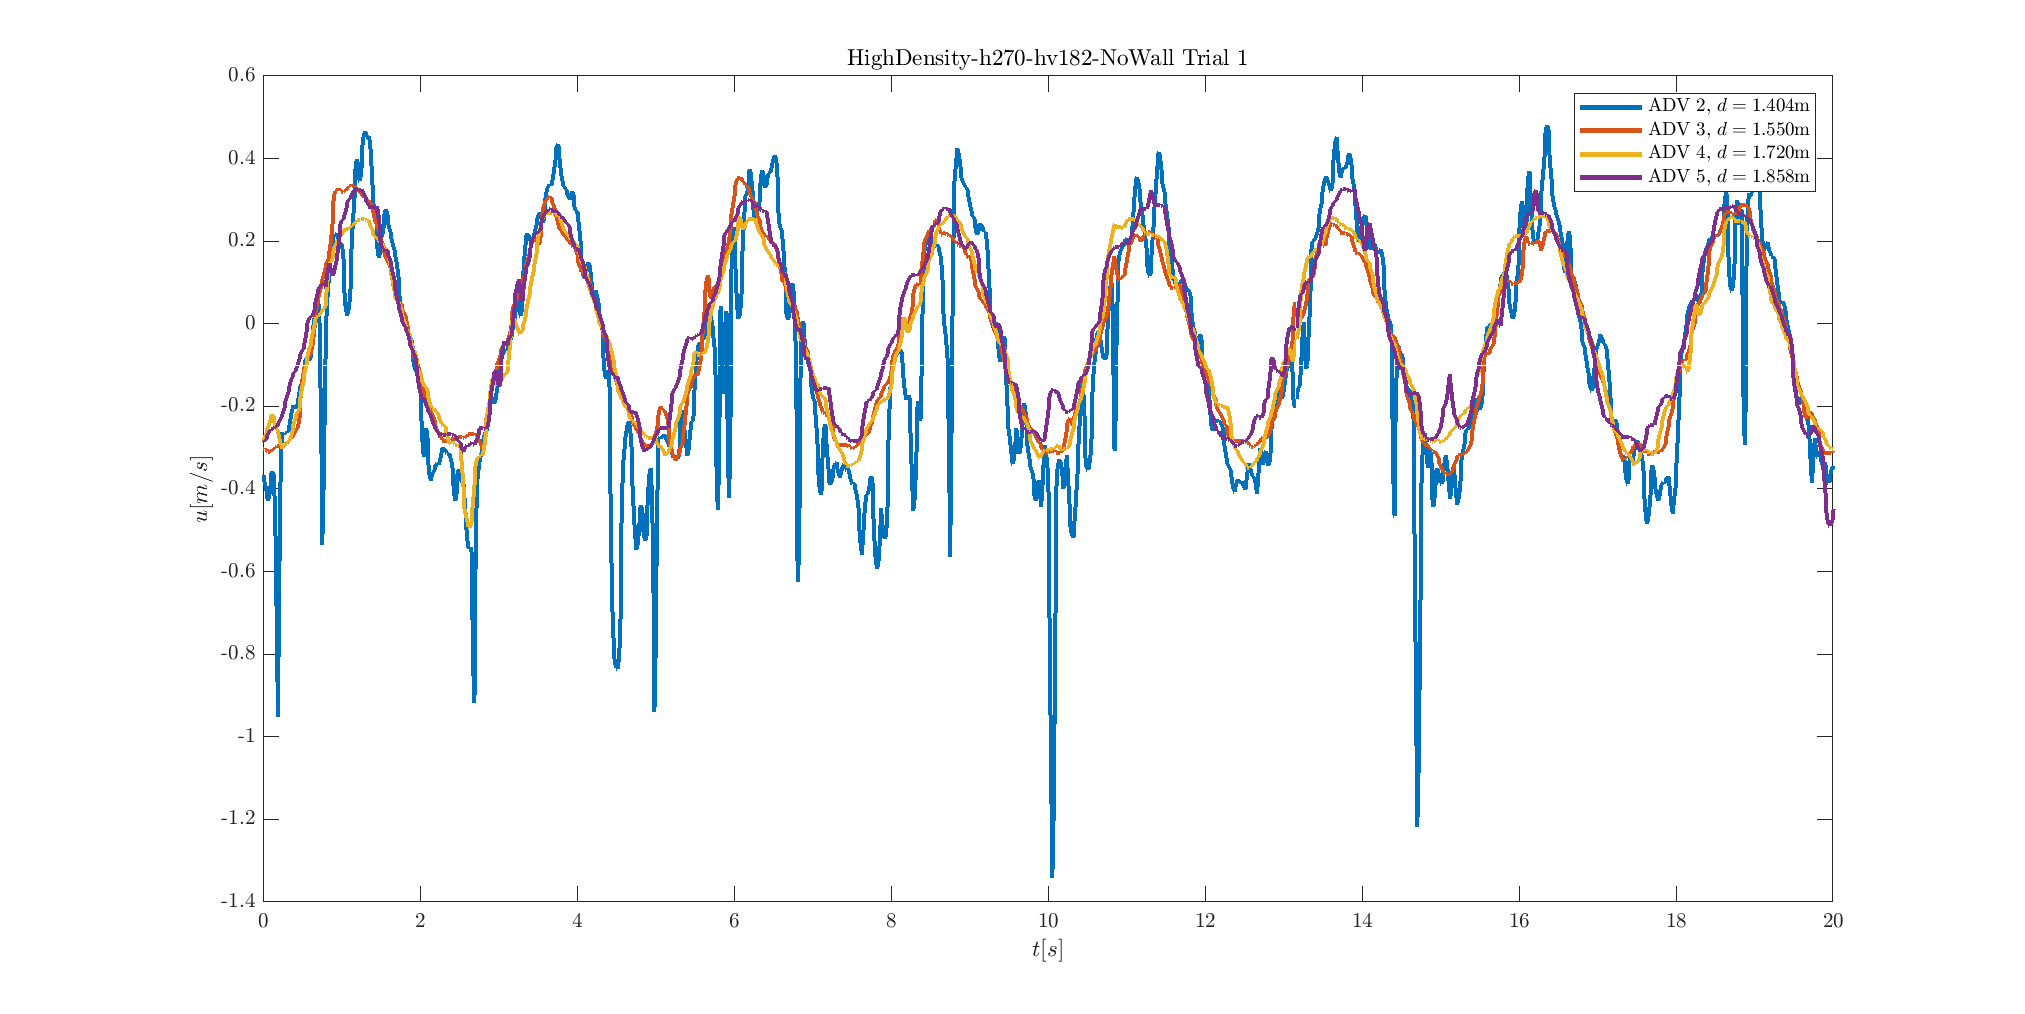 HighDensity-h270-hv182-NoWall Trial 1
ADV 2, d = 1.404m
ADV 3, d = 1.550m
ADV 4, d = 1.720m
ADV 5, d = 1.858m
0.6
0.4
0.2
0
-0.2
-0.4
-0.6
-0.8
-1
-1.2
-1.4
u[m/s]
0 2 4 6 8 10 12 14 16 18 20
t[s]